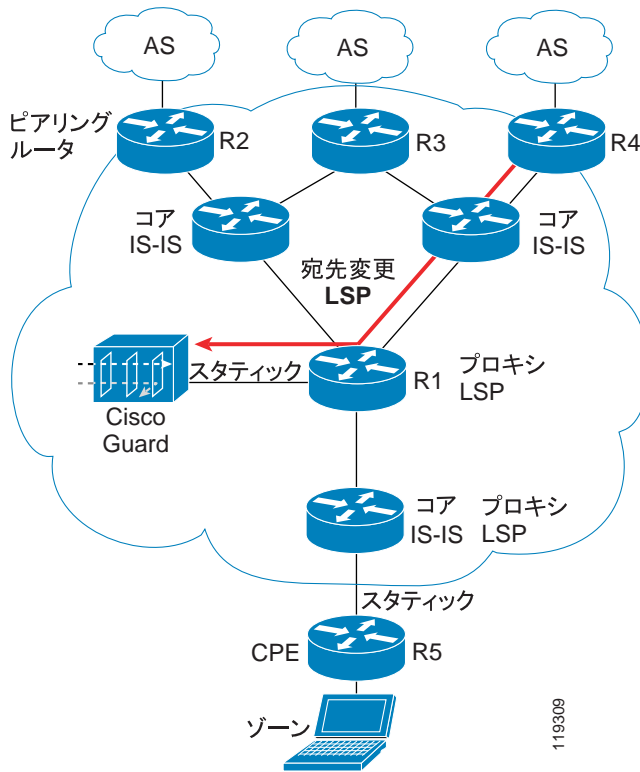 AS
AS
AS
ピアリング
ルータ
R2
R3
R4
コア
IS-IS
コア
IS-IS
宛先変更
LSP
スタティック
R1
プロキシ
LSP
Cisco
Guard
コア
IS-IS
プロキシ
LSP
スタティック
CPE
R5
ゾーン
119309